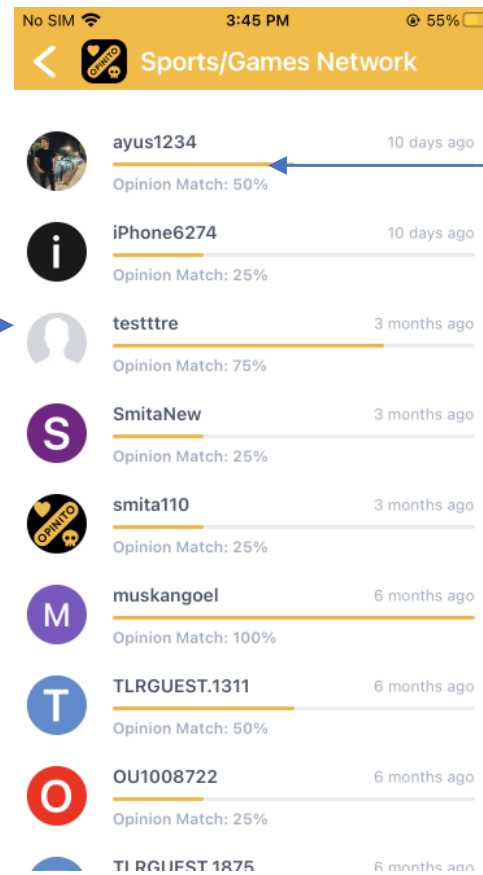 No SIM 3:45 PM 55%
OPINITO Sports/Games Network
ayus1234 10 days ago
Opinion Match: 50%
i iPhone6274 10 days ago
Opinion Match: 25%
testttre 3 months ago
Opinion Match: 75%
S SmitaNew 3 months ago
Opinion Match: 25%
OPINITO smita110 3 months ago
Opinion Match: 25%
M muskangoel 6 months ago
Opinion Match: 100%
T TLRGUEST.1311 6 months ago
Opinion Match: 50%
O OU1008722 6 months ago
Opinion Match: 25%
TLRGUEST.1875 6 months ago